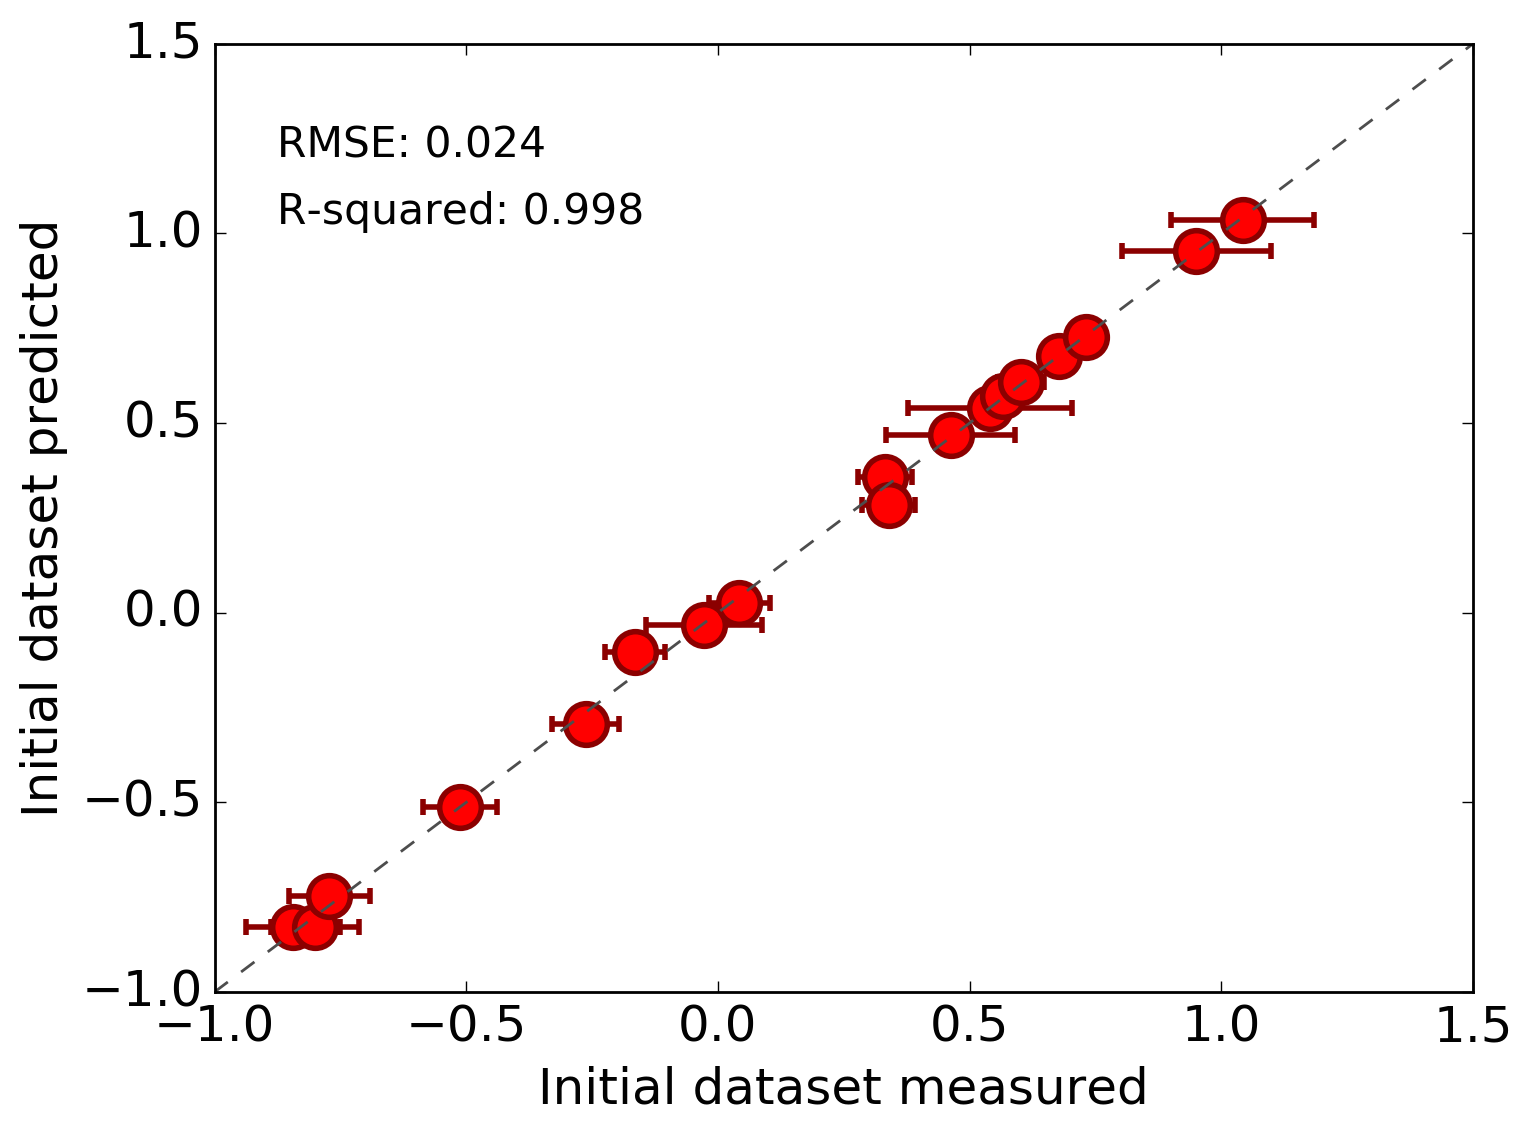 1.5
RMSE: 0.024
R-squared: 0.998
1.0
0.5
0.0
−0.5
−1.0
Initial dataset predicted
−1.0 −0.5 0.0 0.5 1.0 1.5
Initial dataset measured